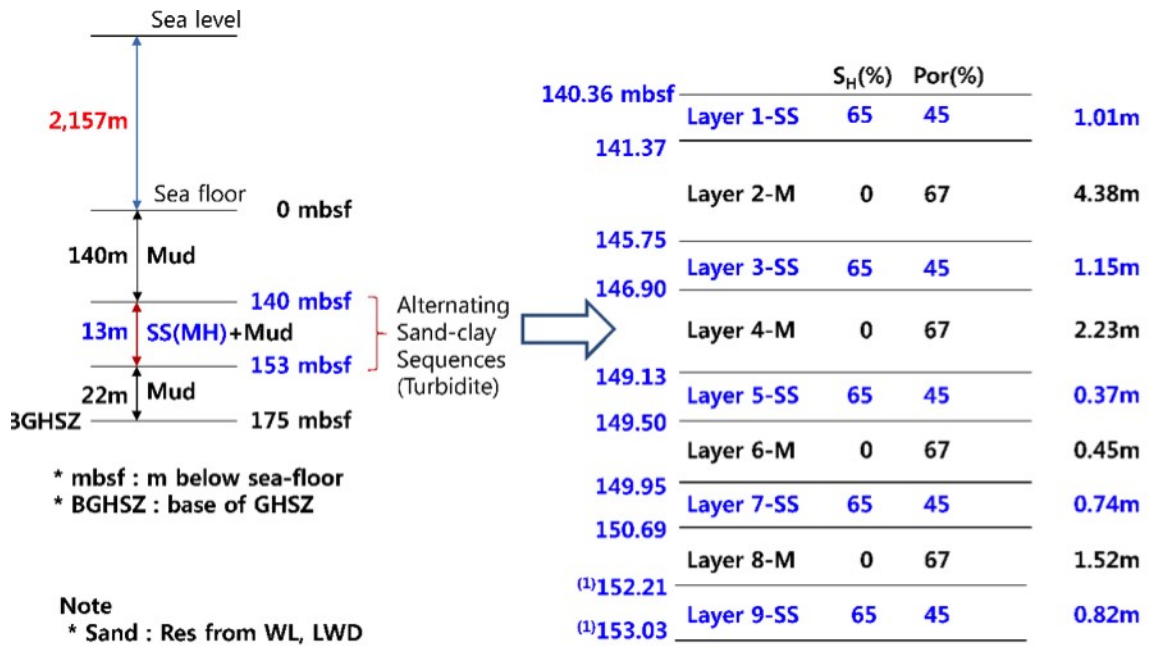 Sea level
2,157m
Sea floor
0 mbsf
140m Mud
140 mbsf
13m SS(MH)+Mud
153 mbsf
22m Mud
BGHSZ 175 mbsf
Alternating
Sand-clay
Sequences
(Turbidite)
* mbsf : m below sea-floor
* BGHSZ : base of GHSZ
Note
* Sand : Res from WL, LWD
S_H(%) Por(%)
140.36 mbsf
Layer 1-SS 65 45 1.01m
141.37
Layer 2-M 0 67 4.38m
145.75
Layer 3-SS 65 45 1.15m
146.90
Layer 4-M 0 67 2.23m
149.13
Layer 5-SS 65 45 0.37m
149.50
Layer 6-M 0 67 0.45m
149.95
Layer 7-SS 65 45 0.74m
150.69
Layer 8-M 0 67 1.52m
(1)152.21
Layer 9-SS 65 45 0.82m
(1)153.03